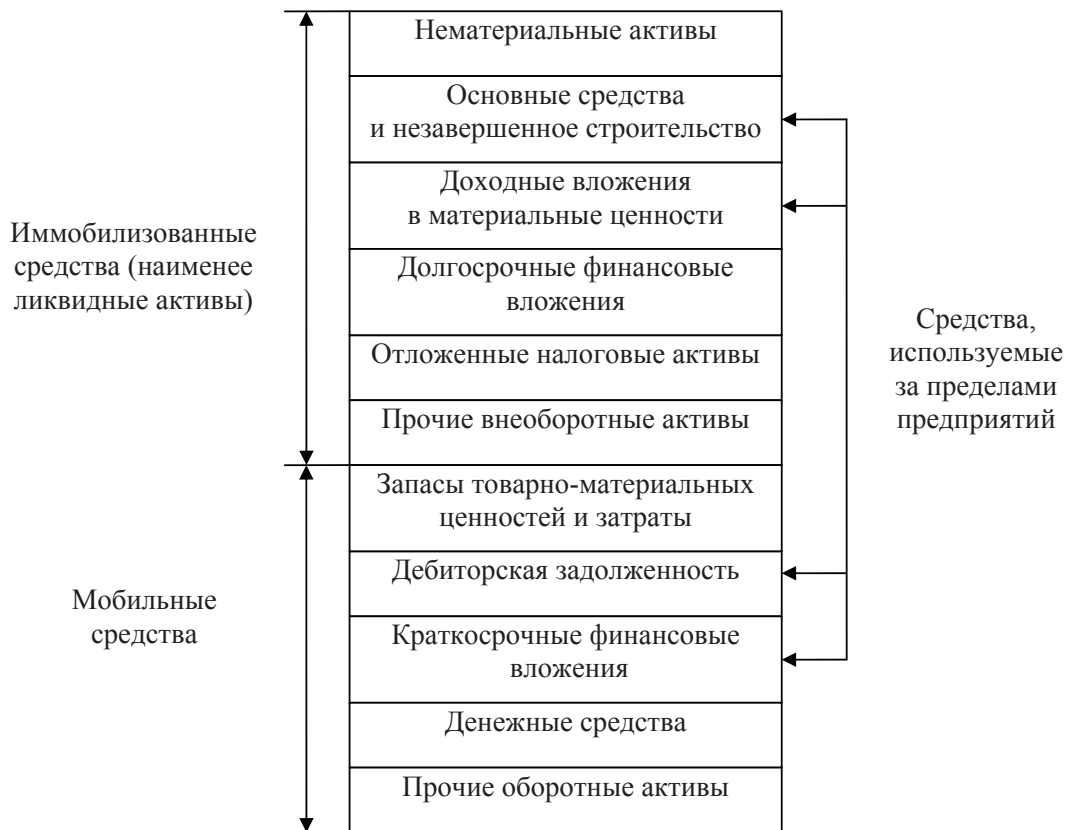 Нематериальные активы
Основные средства
и незавершенное строительство
Доходные вложения
в материальные ценности
Долгосрочные финансовые
вложения
Отложенные налоговые активы
Прочие внеоборотные активы
Запасы товарно-материальных
ценностей и затраты
Дебиторская задолженность
Краткосрочные финансовые
вложения
Денежные средства
Прочие оборотные активы
Иммобилизованные
средства (наименее
ликвидные активы)
Мобильные
средства
Средства,
используемые
за пределами
предприятий